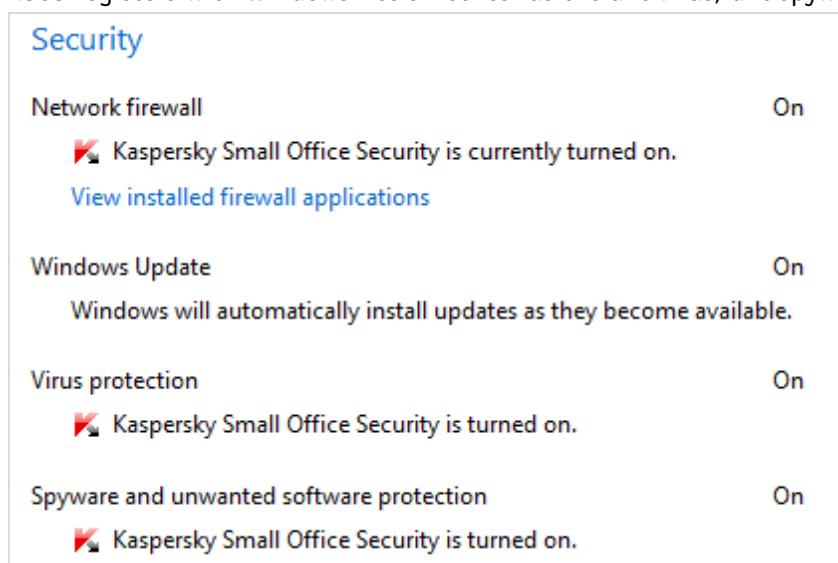 Security
Network firewall On
Kaspersky Small Office Security is currently turned on.
View installed firewall applications
Windows Update On
Windows will automatically install updates as they become available.
Virus protection On
Kaspersky Small Office Security is turned on.
Spyware and unwanted software protection On
Kaspersky Small Office Security is turned on.